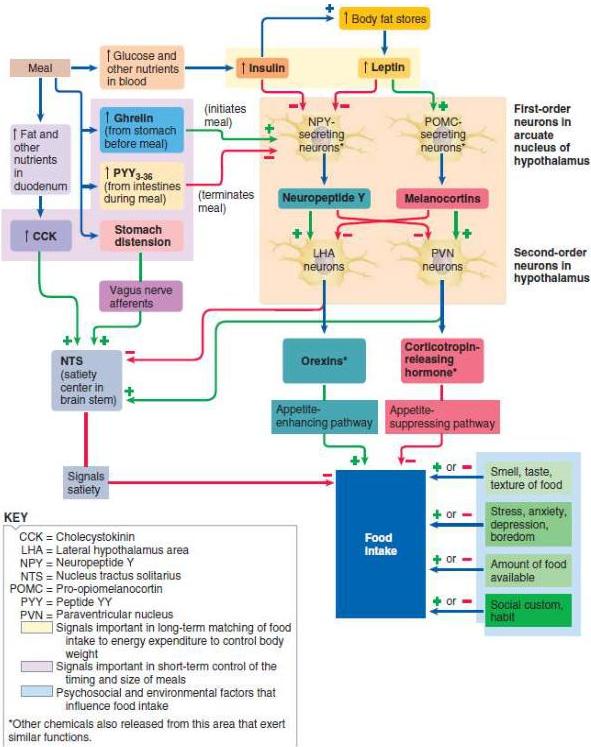 ↑ Body fat stores
Meal
↑ Glucose and
other nutrients
in blood
↑ Insulin
↑ Leptin
↑ Fat and
other
nutrients
in
duodenum
↑ Ghrelin
(from stomach
before meal)
(initiates
meal)
↑ PYY3-36
(from intestines
during meal)
(terminates
meal)
NPY-
secreting
neurons*
POMC-
secreting
neurons*
First-order
neurons in
arcuate
nucleus of
hypothalamus
Neuropeptide Y
Melanocortins
↑ CCK
Stomach
distension
LHA
neurons
PVN
neurons
Second-order
neurons in
hypothalamus
Vagus nerve
afferents
NTS
(satiety
center in
brain stem)
Orexins*
Corticotropin-
releasing
hormone*
Appetite-
enhancing pathway
Appetite-
suppressing pathway
Signals
satiety
Food
Intake
+ or −
Smell, taste,
texture of food
+ or −
Stress, anxiety,
depression,
boredom
+ or −
Amount of food
available
+ or −
Social custom,
habit
KEY
CCK = Cholecystokinin
LHA = Lateral hypothalamus area
NPY = Neuropeptide Y
NTS = Nucleus tractus solitarius
POMC = Pro-opiomelanocortin
PYY = Peptide YY
PVN = Paraventricular nucleus
Signals important in long-term matching of food
intake to energy expenditure to control body
weight
Signals important in short-term control of the
timing and size of meals
Psychosocial and environmental factors that
influence food intake
*Other chemicals also released from this area that exert
similar functions.